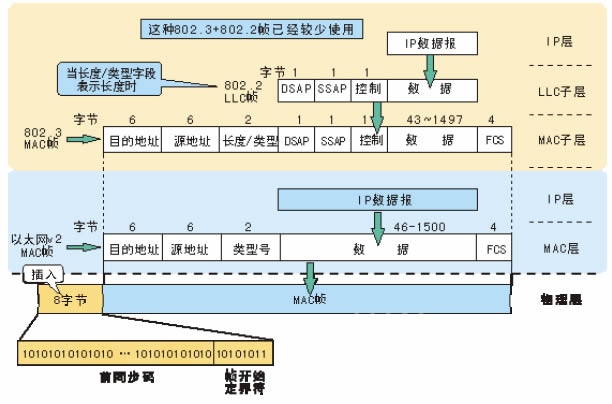 这种802.3+802.2帧已经较少使用
IP数据报
IP层
当长度/类型字段
表示长度时
字节 1 1 1
802.2
LLC帧
DSAP SSAP 控制 数 据
LLC子层
字节 6 6 2 1 1 1 43~1497 4
802.3
MAC帧
目的地址 源地址 长度/类型 DSAP SSAP 控制 数 据 FCS
MAC子层
IP数据报
IP层
字节 6 6 2 46-1500 4
以太网v2
MAC帧
目的地址 源地址 类型号 数 据 FCS
MAC层
插入
8字节
MAC帧
物理层
10101010101010 … 101010101010 10101011
前同步码
帧开始
定界符